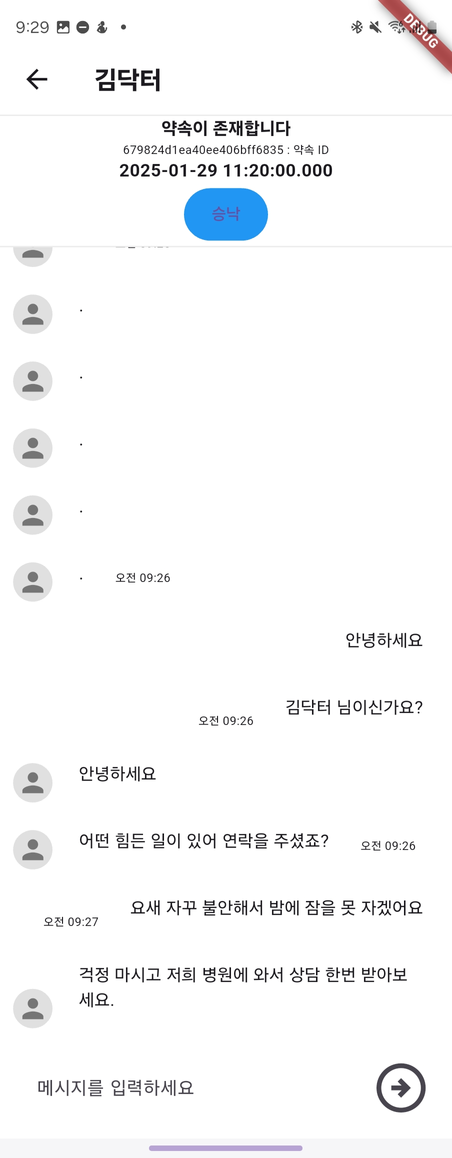 9:29
DEBUG
김닥터
약속이 존재합니다
679824d1ea40ee406bff6835 : 약속 ID
2025-01-29 11:20:00.000
승낙
.
.
.
.
. 오전 09:26
안녕하세요
김닥터 님이신가요?
오전 09:26
안녕하세요
어떤 힘든 일이 있어 연락을 주셨죠? 오전 09:26
요새 자꾸 불안해서 밤에 잠을 못 자겠어요
오전 09:27
걱정 마시고 저희 병원에 와서 상담 한번 받아보
세요.
메시지를 입력하세요